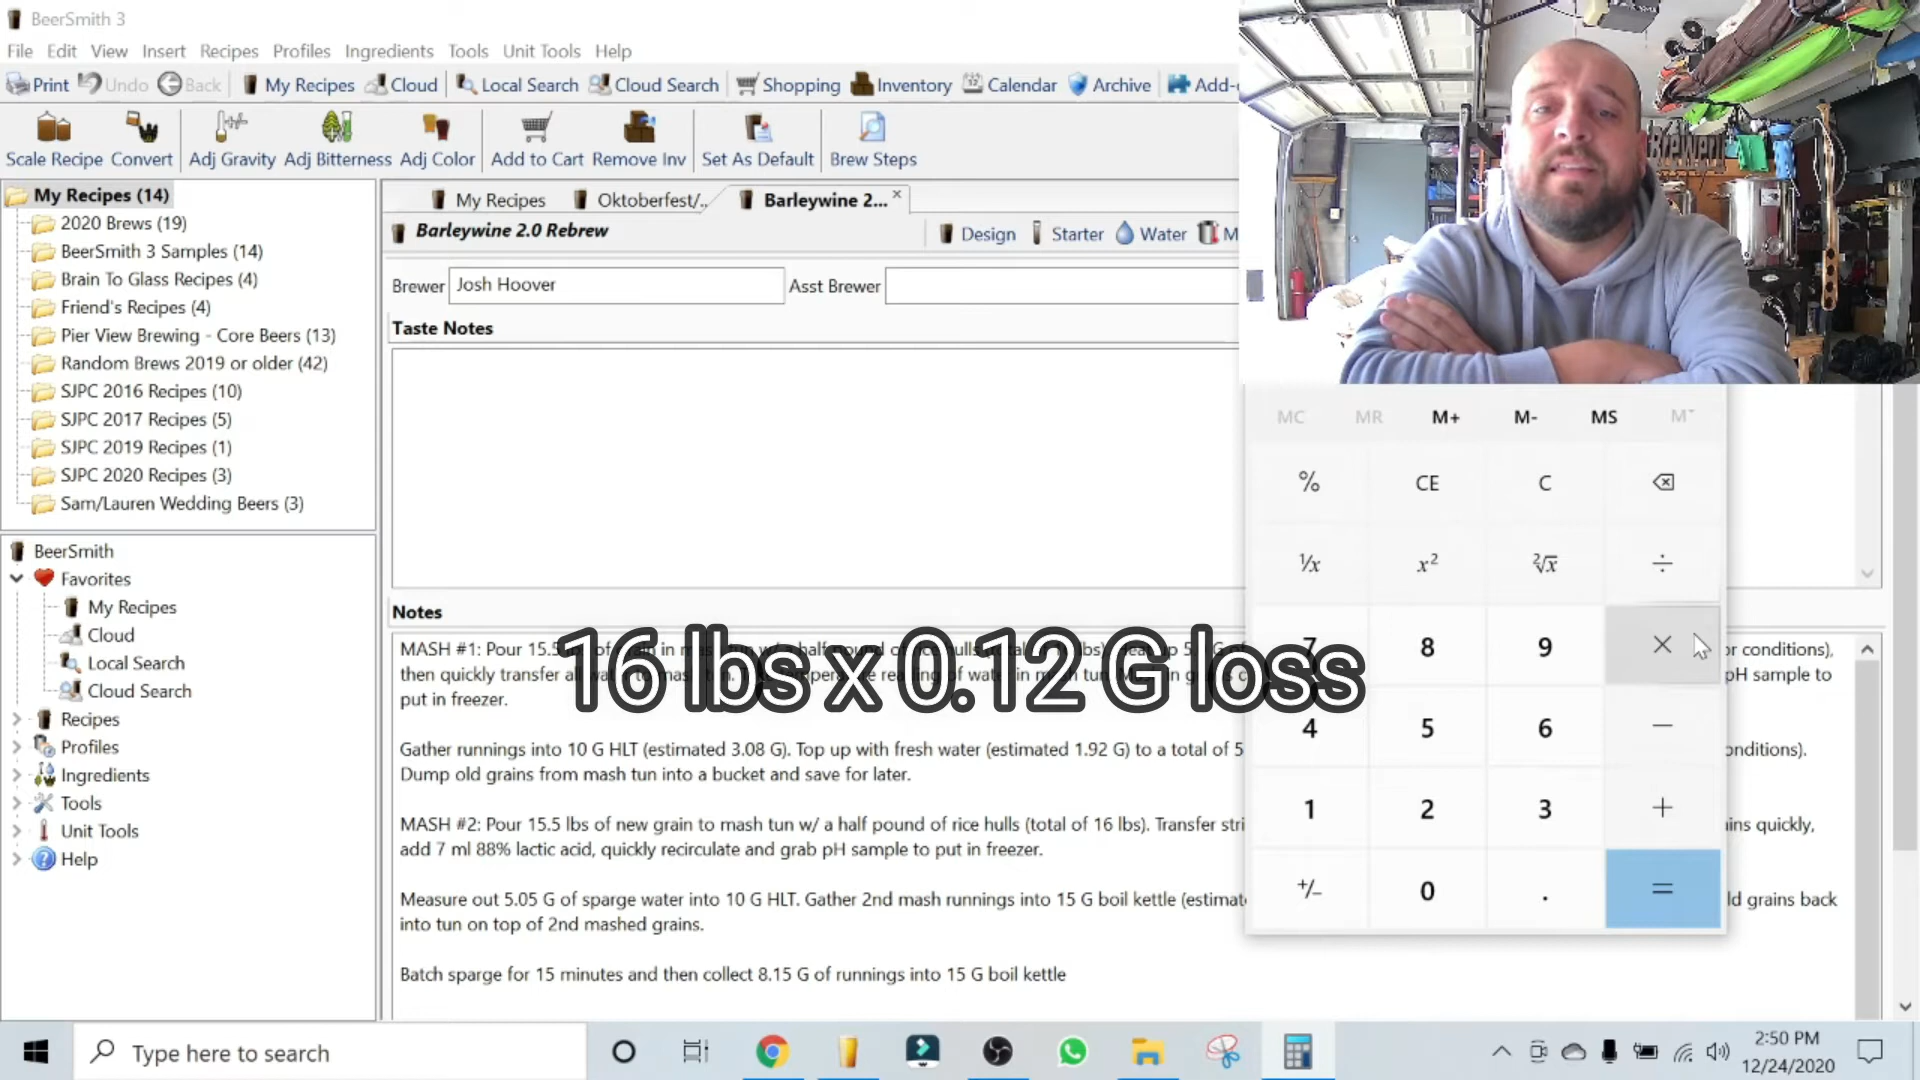 BeerSmith 3
File Edit View Insert Recipes Profiles Ingredients Tools Unit Tools Help
Print Undo Back My Recipes Cloud Local Search Cloud Search Shopping Inventory Calendar Archive Add-
Scale Recipe Convert Adj Gravity Adj Bitterness Adj Color Add to Cart Remove Inv Set As Default Brew Steps
My Recipes (14)
2020 Brews (19)
BeerSmith 3 Samples (14)
Brain To Glass Recipes (4)
Friend's Recipes (4)
Pier View Brewing - Core Beers (13)
Random Brews 2019 or older (42)
SJPC 2016 Recipes (10)
SJPC 2017 Recipes (5)
SJPC 2019 Recipes (1)
SJPC 2020 Recipes (3)
Sam/Lauren Wedding Beers (3)
BeerSmith
Favorites
My Recipes
Cloud
Local Search
Cloud Search
Recipes
Profiles
Ingredients
Tools
Unit Tools
Help
My Recipes Oktoberfest/.. Barleywine 2... ×
Barleywine 2.0 Rebrew Design Starter Water M
Brewer Josh Hoover Asst Brewer
Taste Notes
Notes
MASH #1: Pour 15.5 or conditions),
then quickly transfer all pH sample to
put in freezer.
16 lbs x 0.12 G loss
Gather runnings into 10 G HLT (estimated 3.08 G). Top up with fresh water (estimated 1.92 G) to a total of 5 onditions).
Dump old grains from mash tun into a bucket and save for later.
MASH #2: Pour 15.5 lbs of new grain to mash tun w/ a half pound of rice hulls (total of 16 lbs). Transfer stri ins quickly,
add 7 ml 88% lactic acid, quickly recirculate and grab pH sample to put in freezer.
Measure out 5.05 G of sparge water into 10 G HLT. Gather 2nd mash runnings into 15 G boil kettle (estimat ld grains back
into tun on top of 2nd mashed grains.
Batch sparge for 15 minutes and then collect 8.15 G of runnings into 15 G boil kettle
MC MR M+ M- MS M˅
% CE C ⌫
¹/x x² ²√x ÷
7 8 9 ×
4 5 6 −
1 2 3 +
+/− 0 . =
Type here to search
2:50 PM
12/24/2020